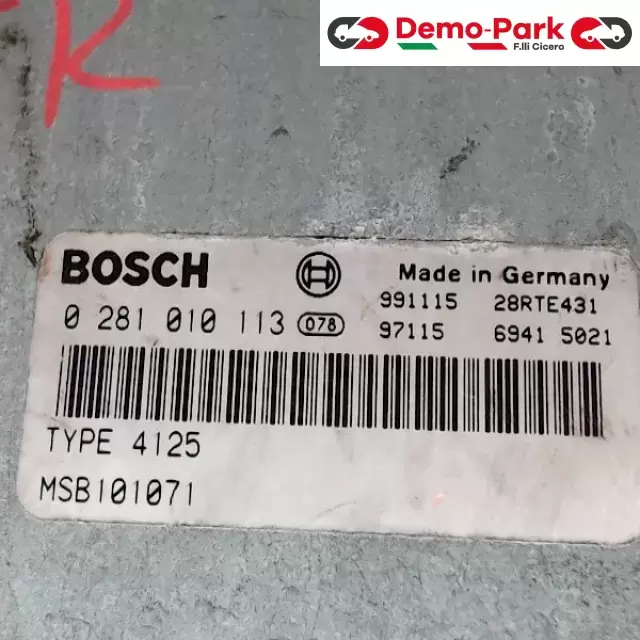 R
Demo-Park
F.lli Cicero
BOSCH
Made in Germany
991115 28RTE431
0 281 010 113 078
97115 6941 5021
TYPE 4125
MSB101071